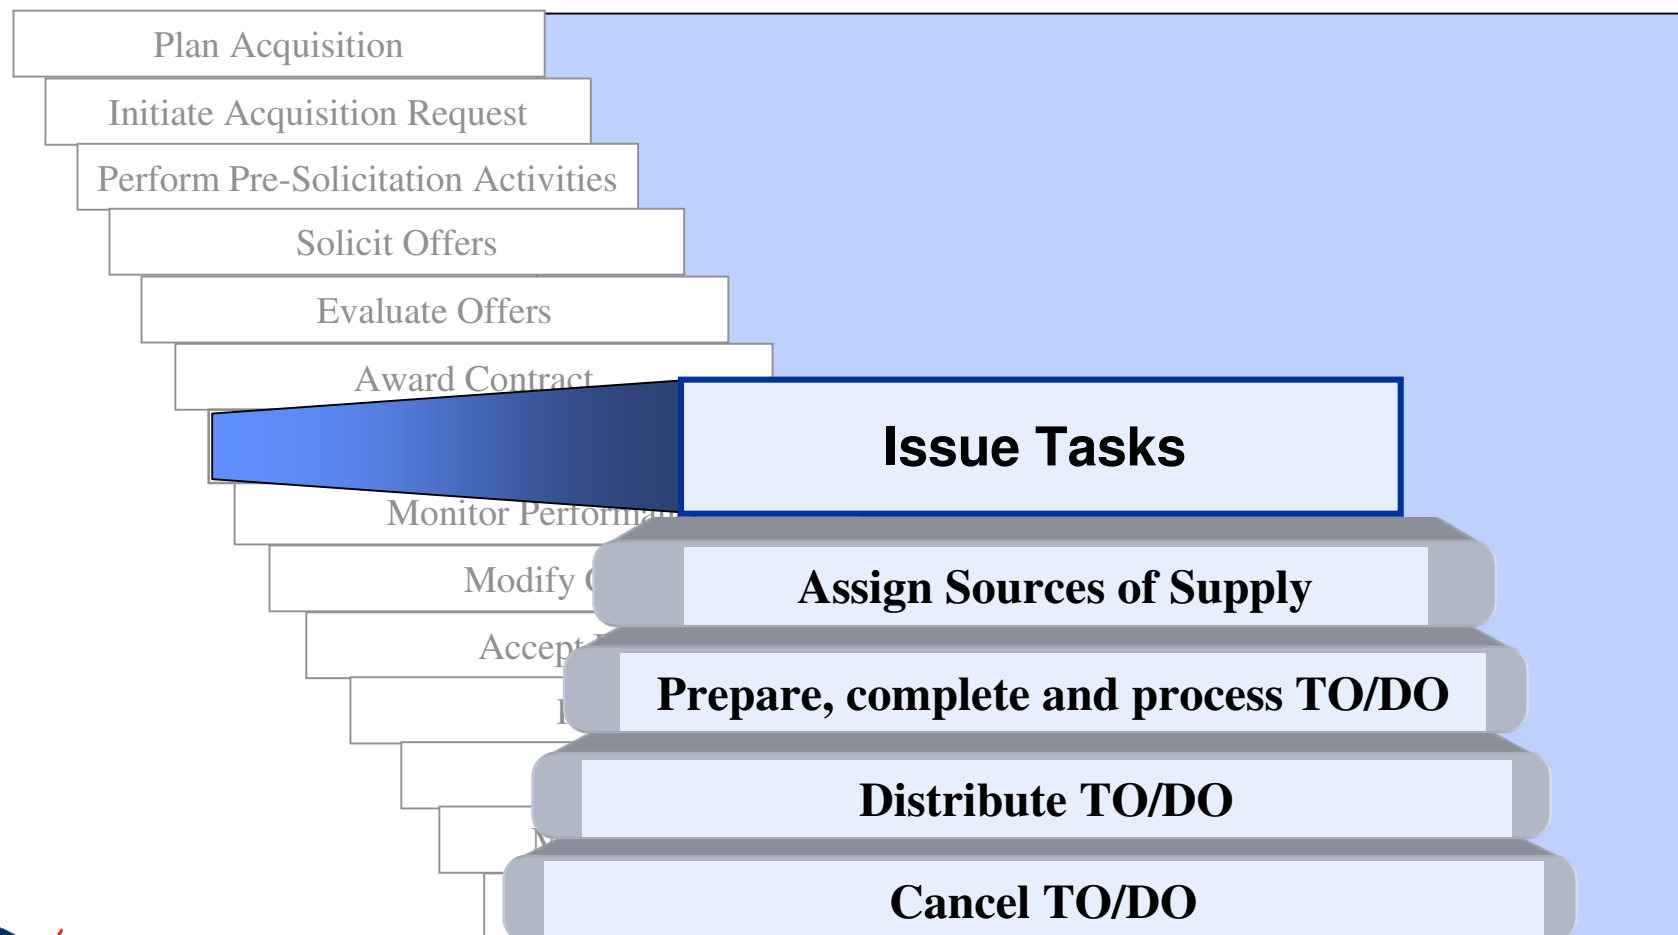 Plan Acquisition
Initiate Acquisition Request
Perform Pre-Solicitation Activities
Solicit Offers
Evaluate Offers
Award Contract
Issue Tasks
Monitor
Modify
Accept
Assign Sources of Supply
Prepare, complete and process TO/DO
Distribute TO/DO
Cancel TO/DO